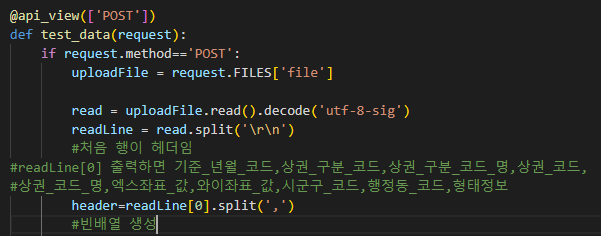 @api_view(['POST'])
def test_data(request):
    if request.method=='POST':
        uploadFile = request.FILES['file']

        read = uploadFile.read().decode('utf-8-sig')
        readLine = read.split('\r\n')
        #처음 행이 헤더임
#readLine[0] 출력하면 기준_년월_코드,상권_구분_코드,상권_구분_코드_명,상권_코드,
#상권_코드_명,엑스좌표_값,와이좌표_값,시군구_코드,행정동_코드,형태정보
        header=readLine[0].split(',')
        #빈배열 생성